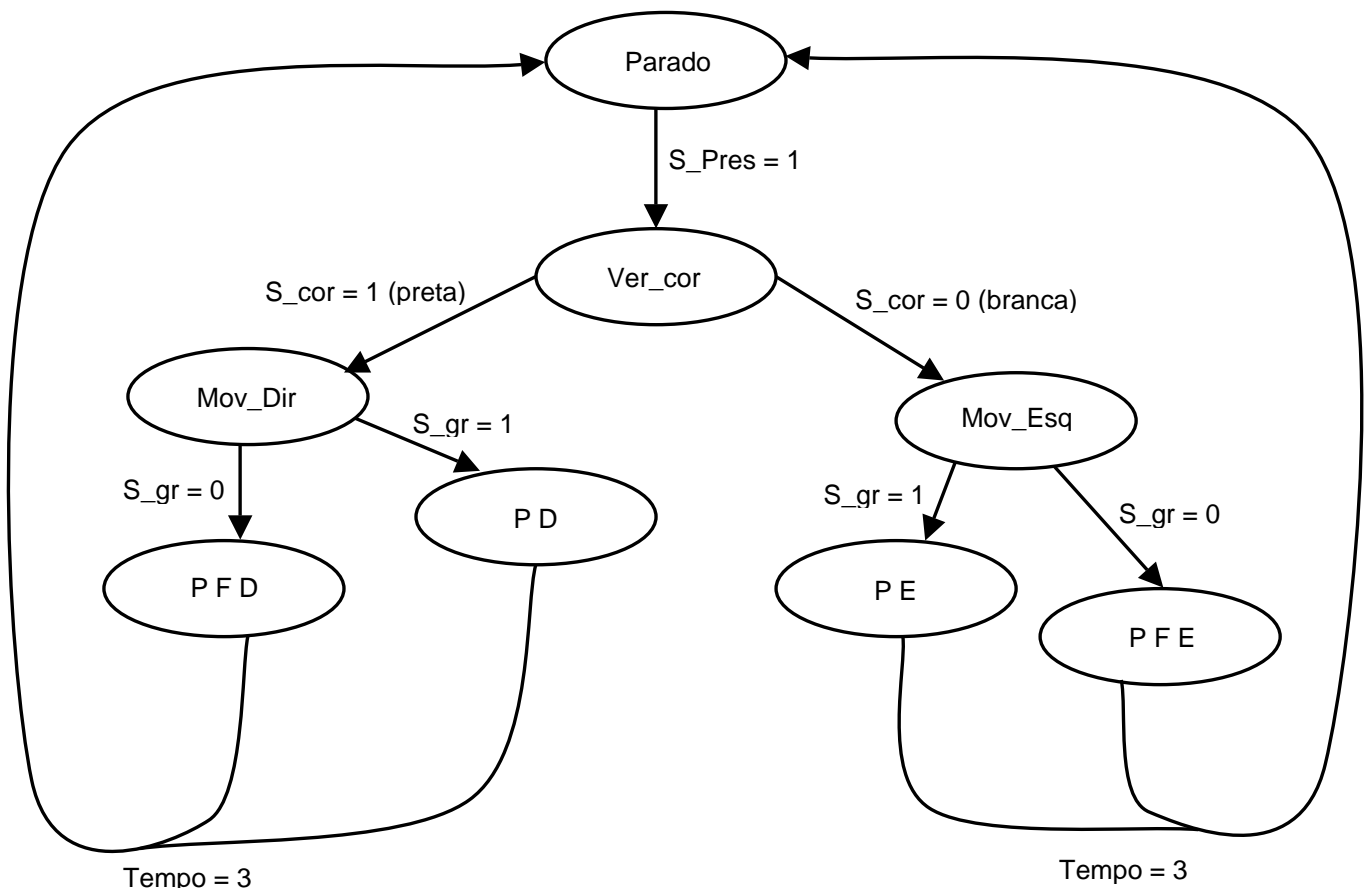 Parado
S_Pres = 1
Ver_cor
S_cor = 1 (preta)
S_cor = 0 (branca)
Mov_Dir
Mov_Esq
S_gr = 1
S_gr = 0
S_gr = 1
S_gr = 0
P D
P F D
P E
P F E
Tempo = 3
Tempo = 3